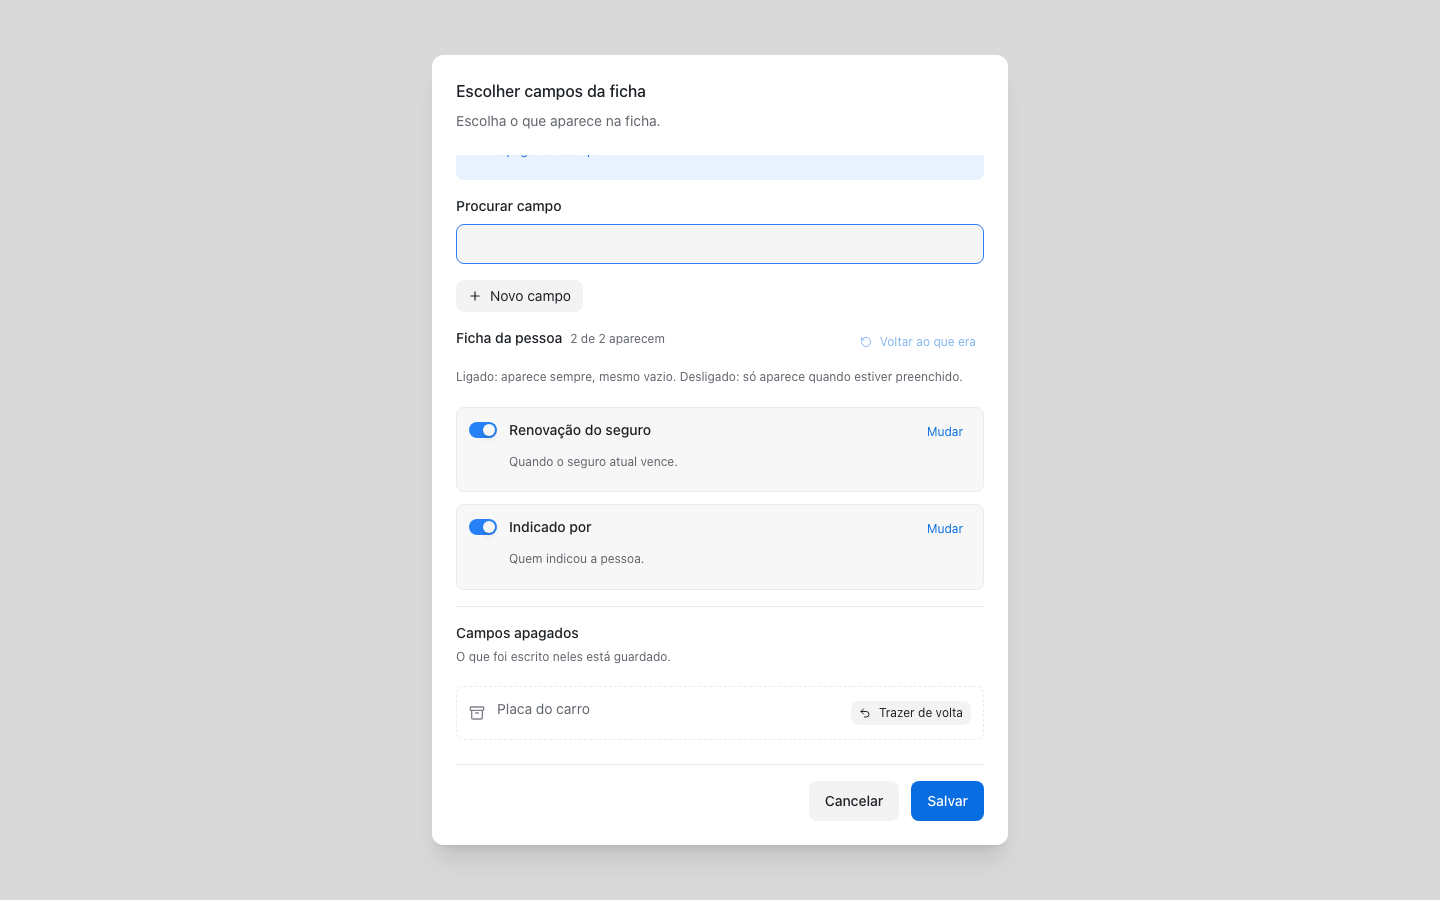 Escolher campos da ficha
Escolha o que aparece na ficha.
Procurar campo
Novo campo
Ficha da pessoa 2 de 2 aparecem
Voltar ao que era
Ligado: aparece sempre, mesmo vazio. Desligado: só aparece quando estiver preenchido.
Renovação do seguro
Mudar
Quando o seguro atual vence.
Indicado por
Mudar
Quem indicou a pessoa.
Campos apagados
O que foi escrito neles está guardado.
Placa do carro
Trazer de volta
Cancelar
Salvar